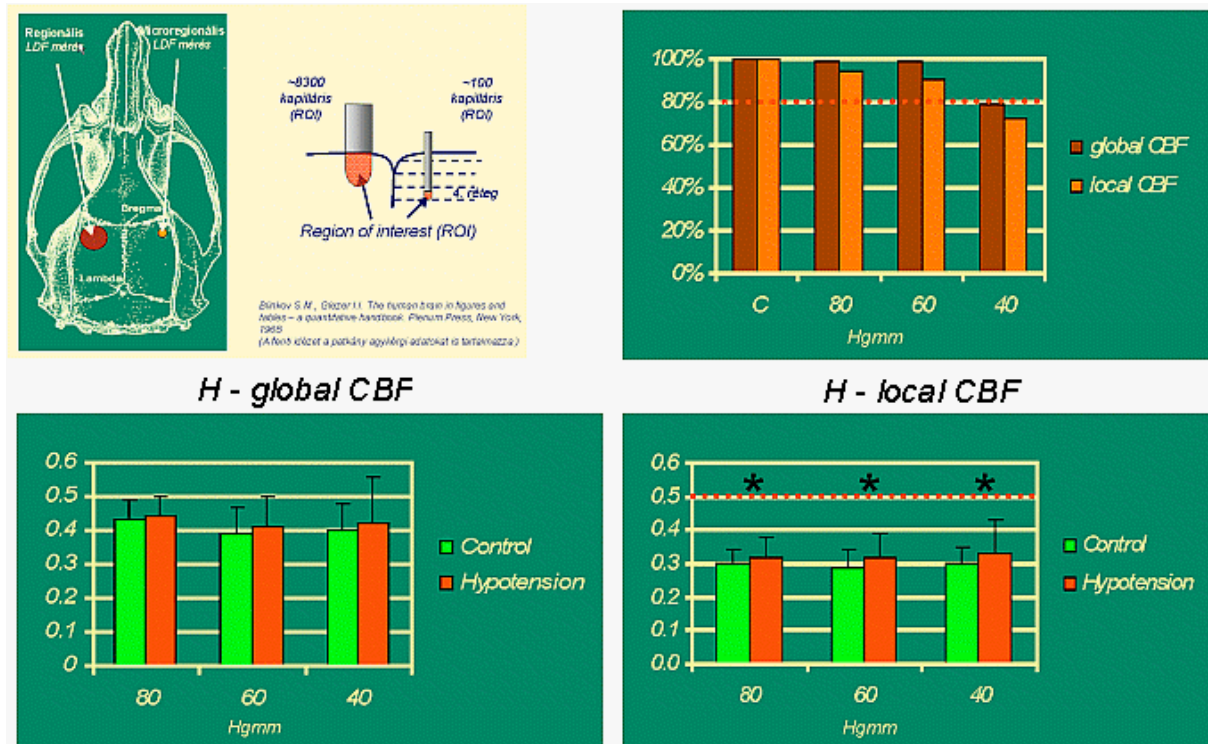 Regionális
LDF mérés
Microregionális
LDF mérés
Bregma
Lambda
~8300
kapilláris
(ROI)
~100
kapilláris
(ROI)
4. réteg
Region of interest (ROI)
Blinkov S.M., Glezer I.I. The human brain in figures and
tables – a quantitative handbook. Plenum Press, New York,
1968
(A fenti idézet a patkány agykérgi adatokat is tartalmazza.)
100%
80%
60%
40%
20%
0%
C 80 60 40
Hgmm
global CBF
local CBF
H - global CBF
0.6
0.5
0.4
0.3
0.2
0.1
0
80 60 40
Hgmm
Control
Hypotension
H - local CBF
0.6
0.5
0.4
0.3
0.2
0.1
0.0
* * *
80 60 40
Hgmm
Control
Hypotension